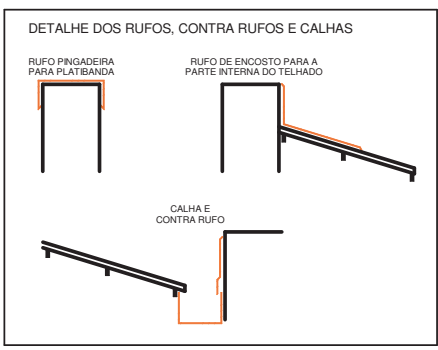 DETALHE DOS RUFOS, CONTRA RUFOS E CALHAS
RUFO PINGADEIRA
PARA PLATIBANDA
RUFO DE ENCOSTO PARA A
PARTE INTERNA DO TELHADO
CALHA E
CONTRA RUFO